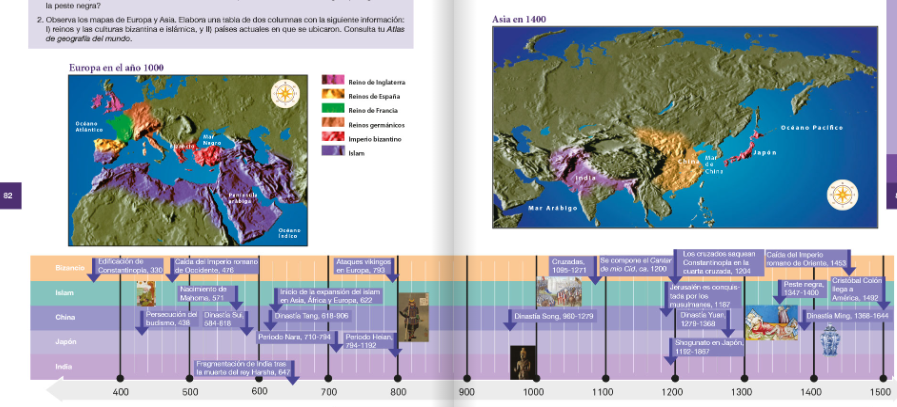 la peste negra?
2. Observa los mapas de Europa y Asia. Elabora una tabla de dos columnas con la siguiente información:
I) reinos y las culturas bizantina e islámica, y II) países actuales en que se ubicaron. Consulta tu Atlas
de geografía del mundo.
Europa en el año 1000
Océano
Atlántico
Mar
Negro
Península
arábiga
Océano
Índico
Reino de Inglaterra
Reinos de España
Reino de Francia
Reinos germánicos
Imperio bizantino
Islam
82
Asia en 1400
Océano Pacífico
Japón
China
Mar
de
China
India
Mar Arábigo
Bizancio
Edificación de
Constantinopla, 330
Caída del Imperio romano
de Occidente, 476
Ataques vikingos
en Europa, 793
Cruzadas,
1095-1271
Se compone el Cantar
de mio Cid, ca. 1200
Los cruzados saquean
Constantinopla en la
cuarta cruzada, 1204
Caída del Imperio
romano de Oriente, 1453
Islam
Nacimiento de
Mahoma, 571
Inicio de la expansión del islam
en Asia, África y Europa, 622
Jerusalén es conquis-
tada por los
musulmanes, 1187
Peste negra,
1347-1400
Cristóbal Colón
llega a
América, 1492
China
Persecución del
budismo, 438
Dinastía Sui,
584-618
Dinastía Tang, 618-906
Dinastía Song, 960-1279
Dinastía Yuan,
1279-1368
Dinastía Ming, 1368-1644
Japón
Periodo Nara, 710-794
Periodo Heian,
794-1192
Shogunato en Japón,
1192-1867
India
Fragmentación de India tras
la muerte del rey Harsha, 647
400
500
600
700
800
900
1000
1100
1200
1300
1400
1500